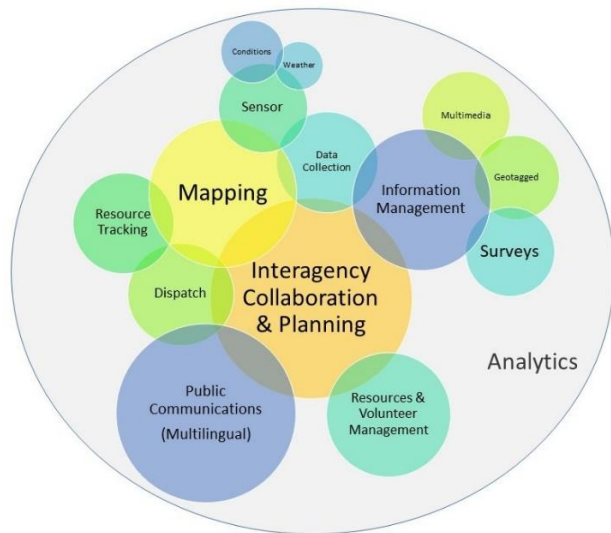 Conditions
Weather
Sensor
Multimedia
Data
Collection
Mapping
Information
Management
Geotagged
Resource
Tracking
Surveys
Dispatch
Interagency
Collaboration
& Planning
Analytics
Public
Communications
(Multilingual)
Resources &
Volunteer
Management